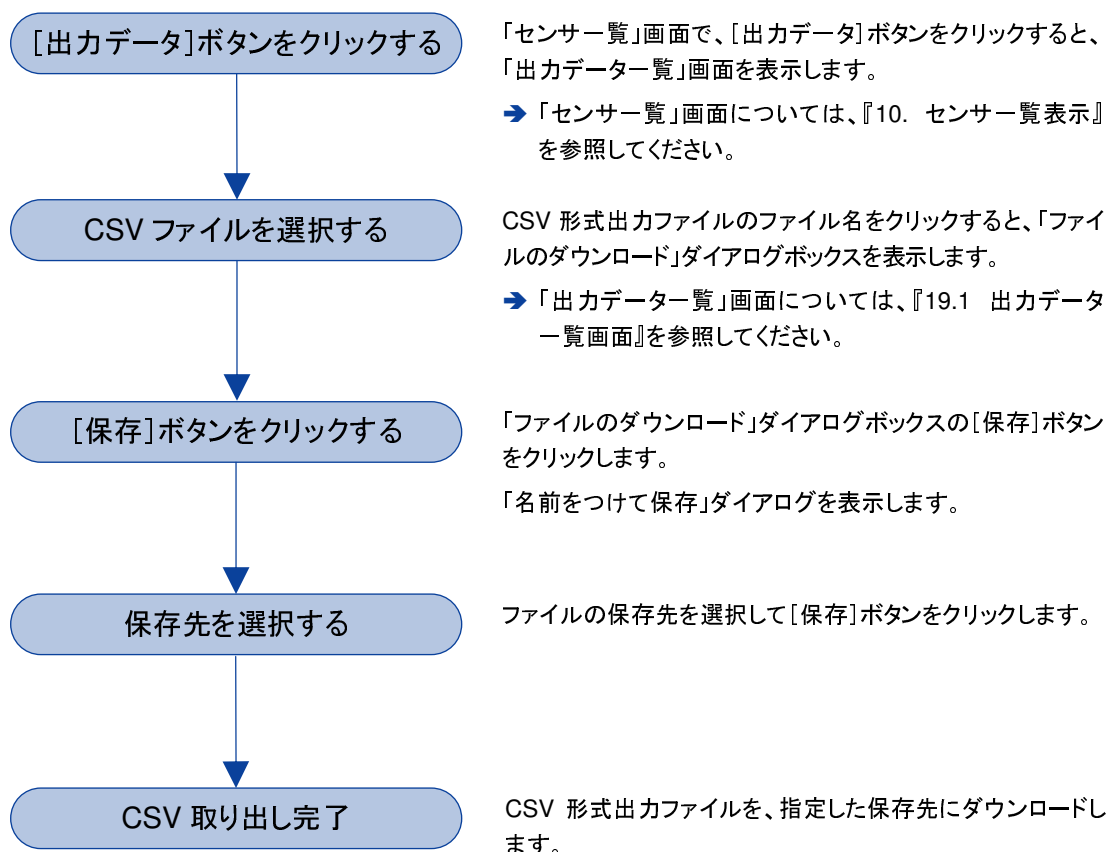 [出力データ]ボタンをクリックする
「センサ一覧」画面で、[出力データ]ボタンをクリックすると、
「出力データ一覧」画面を表示します。
➔ 「センサ一覧」画面については、『10. センサ一覧表示』
を参照してください。
CSV ファイルを選択する
CSV 形式出力ファイルのファイル名をクリックすると、「ファイ
ルのダウンロード」ダイアログボックスを表示します。
➔ 「出力データ一覧」画面については、『19.1 出力データ
一覧画面』を参照してください。
[保存]ボタンをクリックする
「ファイルのダウンロード」ダイアログボックスの[保存]ボタン
をクリックします。
「名前をつけて保存」ダイアログを表示します。
保存先を選択する
ファイルの保存先を選択して[保存]ボタンをクリックします。
CSV 取り出し完了
CSV 形式出力ファイルを、指定した保存先にダウンロードし
ます。